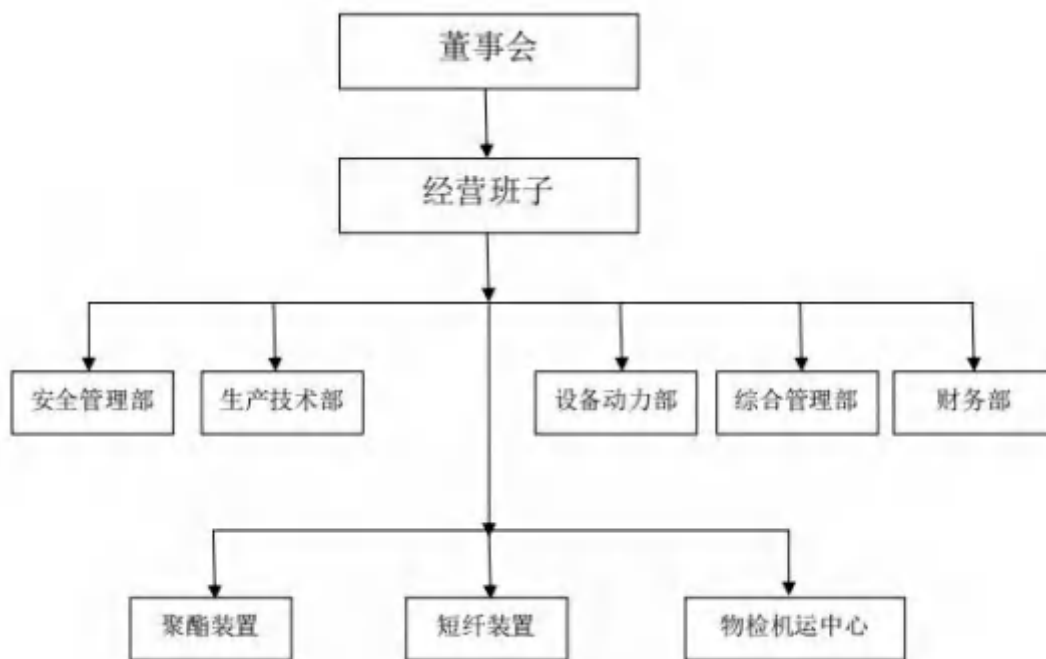 董事会
经营班子
安全管理部
生产技术部
设备动力部
综合管理部
财务部
聚酯装置
短纤装置
物检机运中心